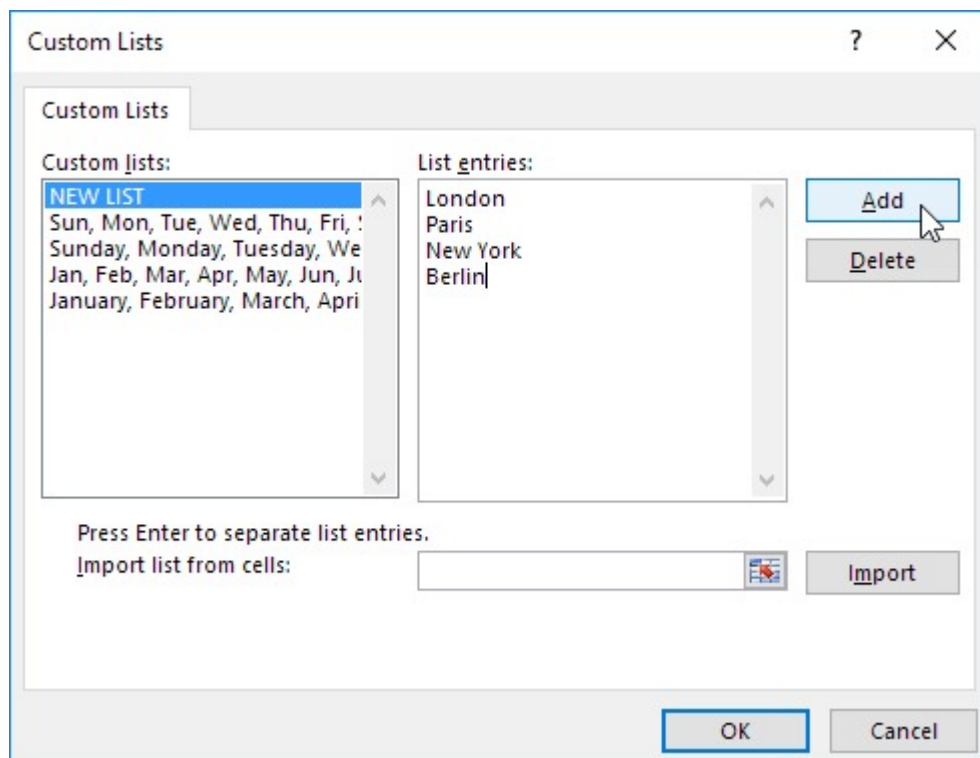 Custom Lists
?
Custom Lists
Custom lists:
NEW LIST
Sun, Mon, Tue, Wed, Thu, Fri,
Sunday, Monday, Tuesday, We
Jan, Feb, Mar, Apr, May, Jun, Ju
January, February, March, Apri
List entries:
London
Paris
New York
Berlin
Add
Delete
Press Enter to separate list entries.
Import list from cells:
Import
OK
Cancel